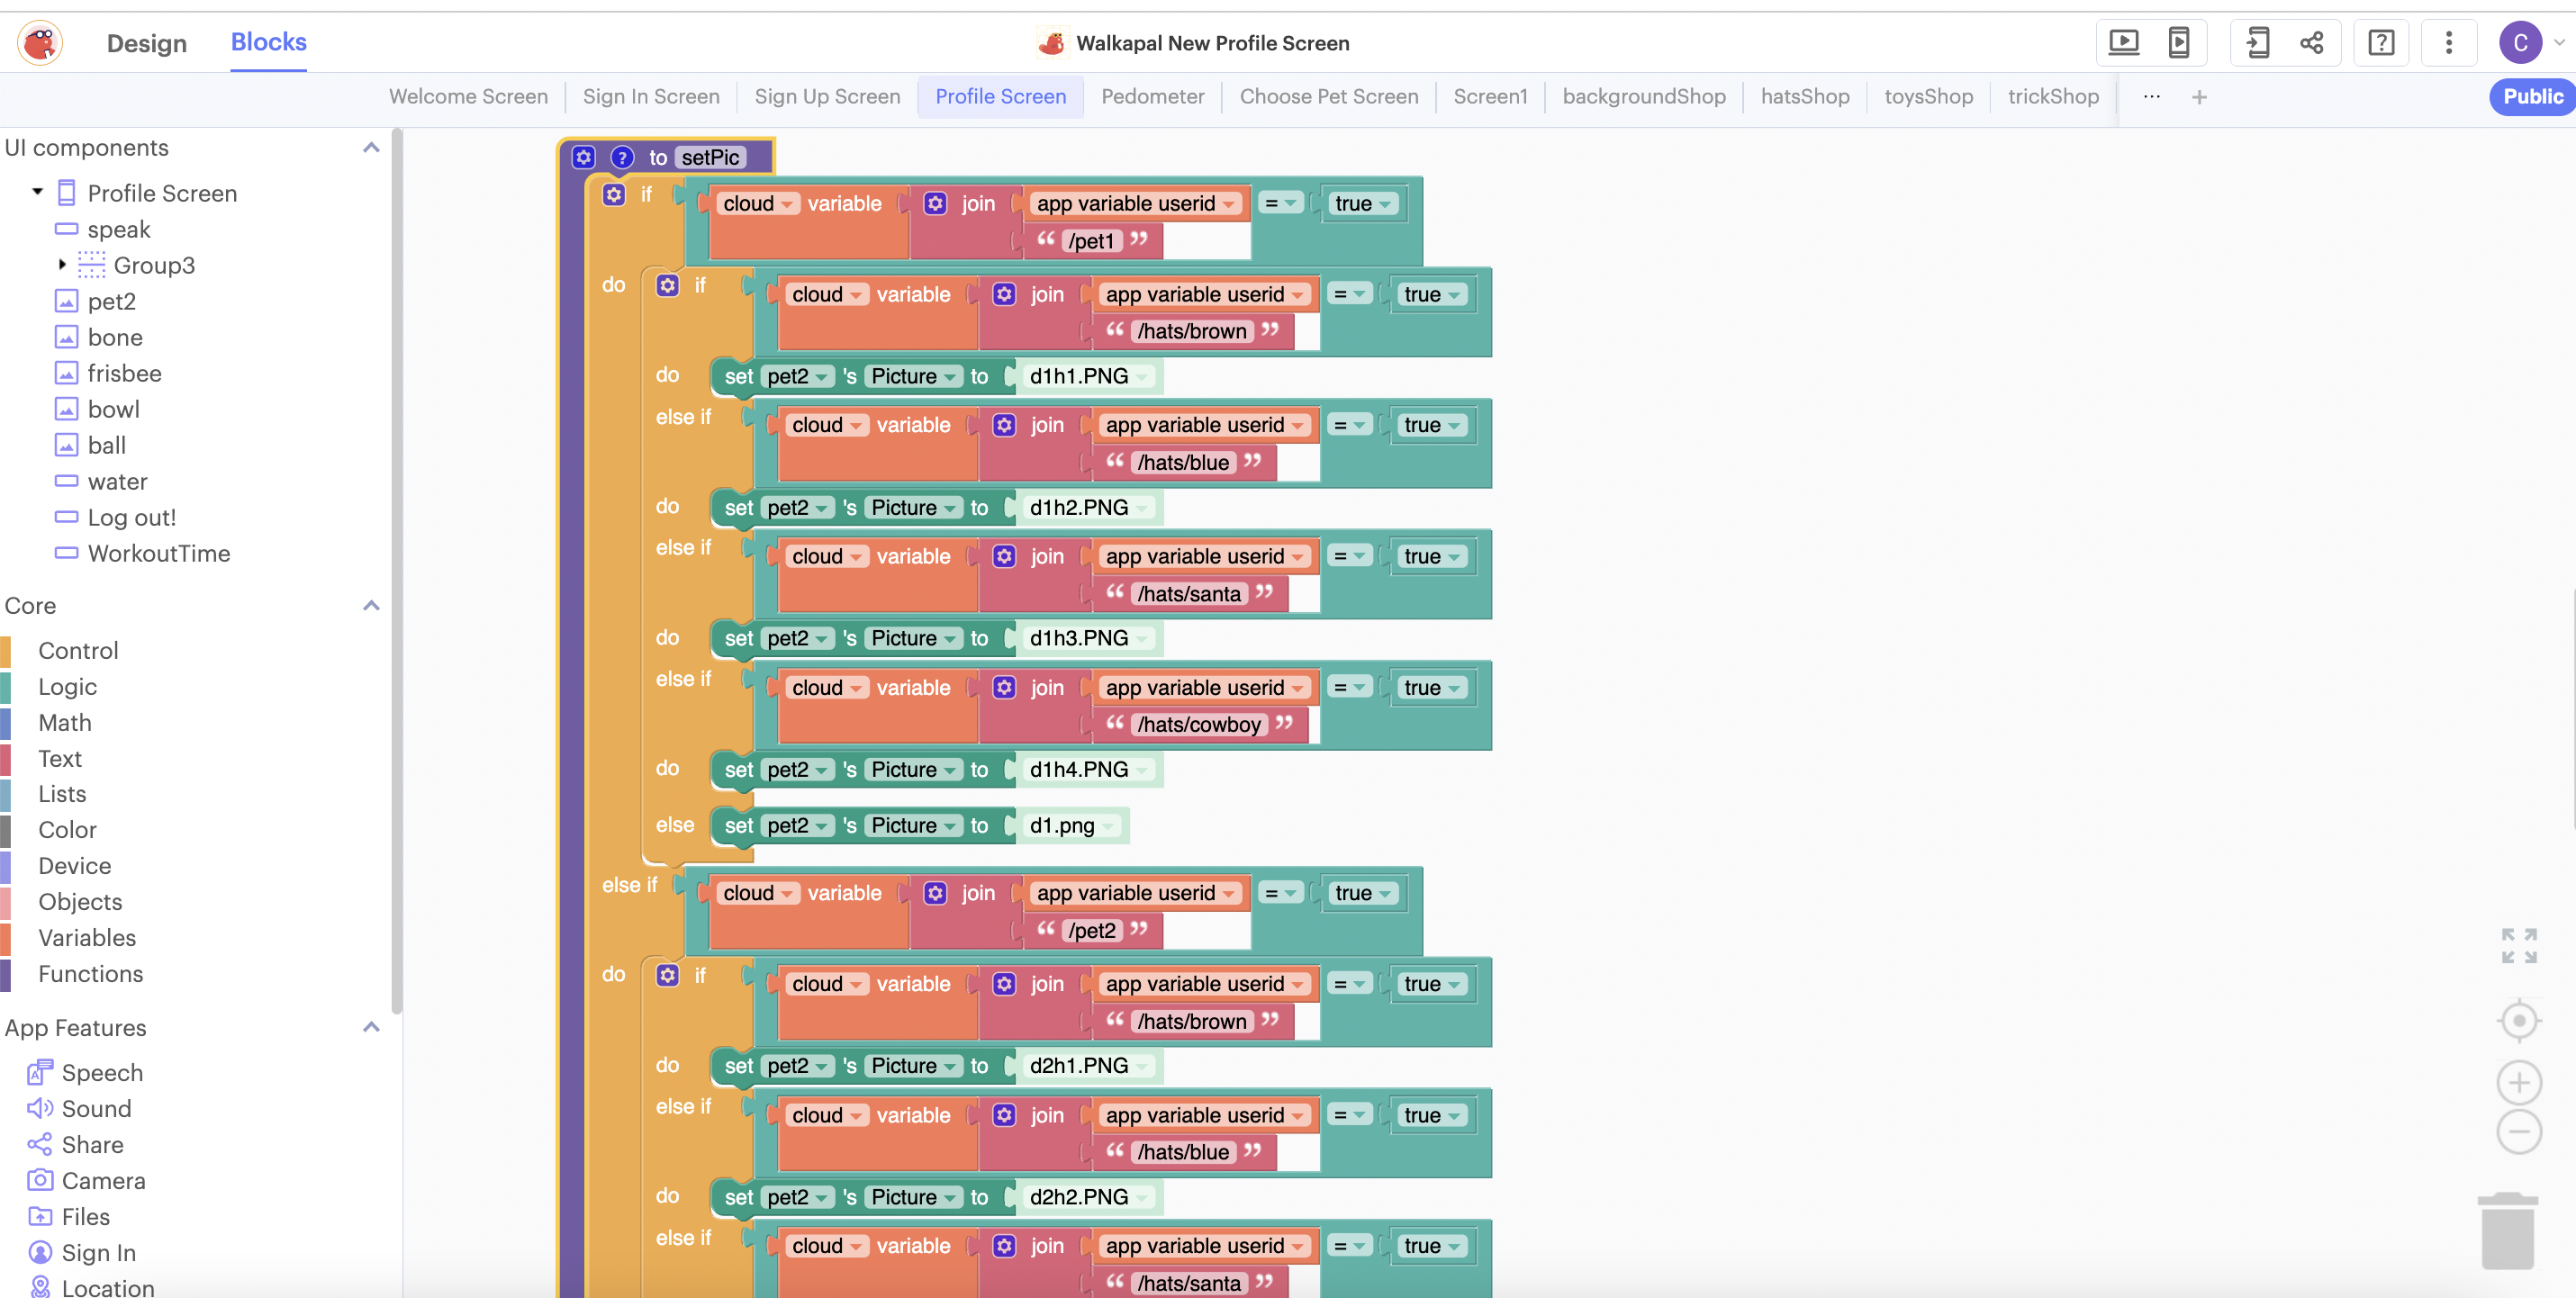 Design Blocks Walkapal New Profile Screen C
Welcome Screen Sign In Screen Sign Up Screen Profile Screen Pedometer Choose Pet Screen Screen1 backgroundShop hatsShop toysShop trickShop ... + Public
UI components
Profile Screen
speak
Group3
pet2
bone
frisbee
bowl
ball
water
Log out!
WorkoutTime
Core
Control
Logic
Math
Text
Lists
Color
Device
Objects
Variables
Functions
App Features
Speech
Sound
Share
Camera
Files
Sign In
Location
? to setPic
if cloud variable join app variable userid = true
“ /pet1 ”
do if cloud variable join app variable userid = true
“ /hats/brown ”
do set pet2 's Picture to d1h1.PNG
else if cloud variable join app variable userid = true
“ /hats/blue ”
do set pet2 's Picture to d1h2.PNG
else if cloud variable join app variable userid = true
“ /hats/santa ”
do set pet2 's Picture to d1h3.PNG
else if cloud variable join app variable userid = true
“ /hats/cowboy ”
do set pet2 's Picture to d1h4.PNG
else set pet2 's Picture to d1.png
else if cloud variable join app variable userid = true
“ /pet2 ”
do if cloud variable join app variable userid = true
“ /hats/brown ”
do set pet2 's Picture to d2h1.PNG
else if cloud variable join app variable userid = true
“ /hats/blue ”
do set pet2 's Picture to d2h2.PNG
else if cloud variable join app variable userid = true
“ /hats/santa ”